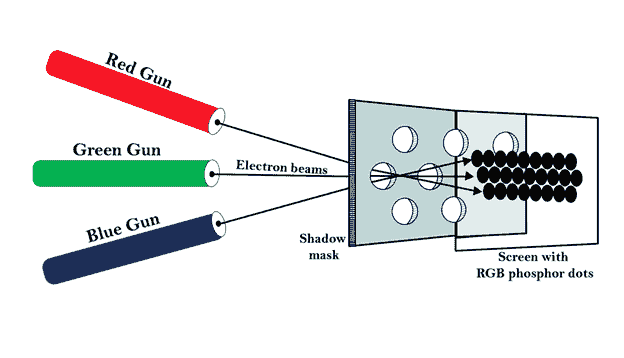 Red Gun
Green Gun
Electron beams
Blue Gun
Shadow
mask
Screen with
RGB phosphor dots